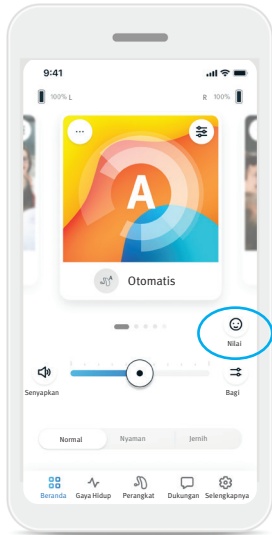 9:41
100% L
R 100%
...
A
Otomatis
Nilai
Senyapkan
Bagi
Normal
Nyaman
Jernih
Beranda Gaya Hidup Perangkat Dukungan Selengkapnya